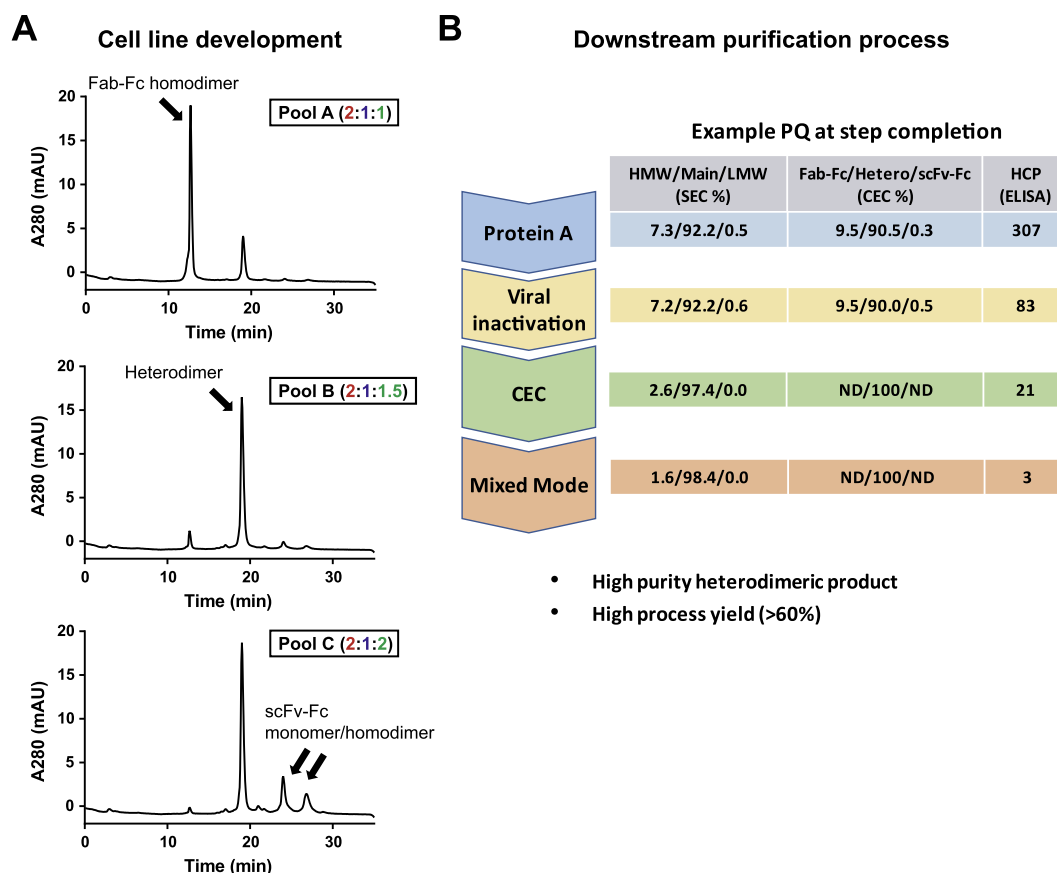 A
Cell line development
Fab-Fc homodimer
Pool A (2:1:1)
A280 (mAU)
20
15
10
5
0
0 10 20 30
Time (min)
Heterodimer
Pool B (2:1:1.5)
A280 (mAU)
20
15
10
5
0
0 10 20 30
Time (min)
Pool C (2:1:2)
scFv-Fc
monomer/homodimer
A280 (mAU)
20
15
10
5
0
0 10 20 30
Time (min)
B
Downstream purification process
Example PQ at step completion
HMW/Main/LMW
(SEC %)
Fab-Fc/Hetero/scFv-Fc
(CEC %)
HCP
(ELISA)
Protein A
7.3/92.2/0.5
9.5/90.5/0.3
307
Viral
inactivation
7.2/92.2/0.6
9.5/90.0/0.5
83
CEC
2.6/97.4/0.0
ND/100/ND
21
Mixed Mode
1.6/98.4/0.0
ND/100/ND
3
• High purity heterodimeric product
• High process yield (>60%)